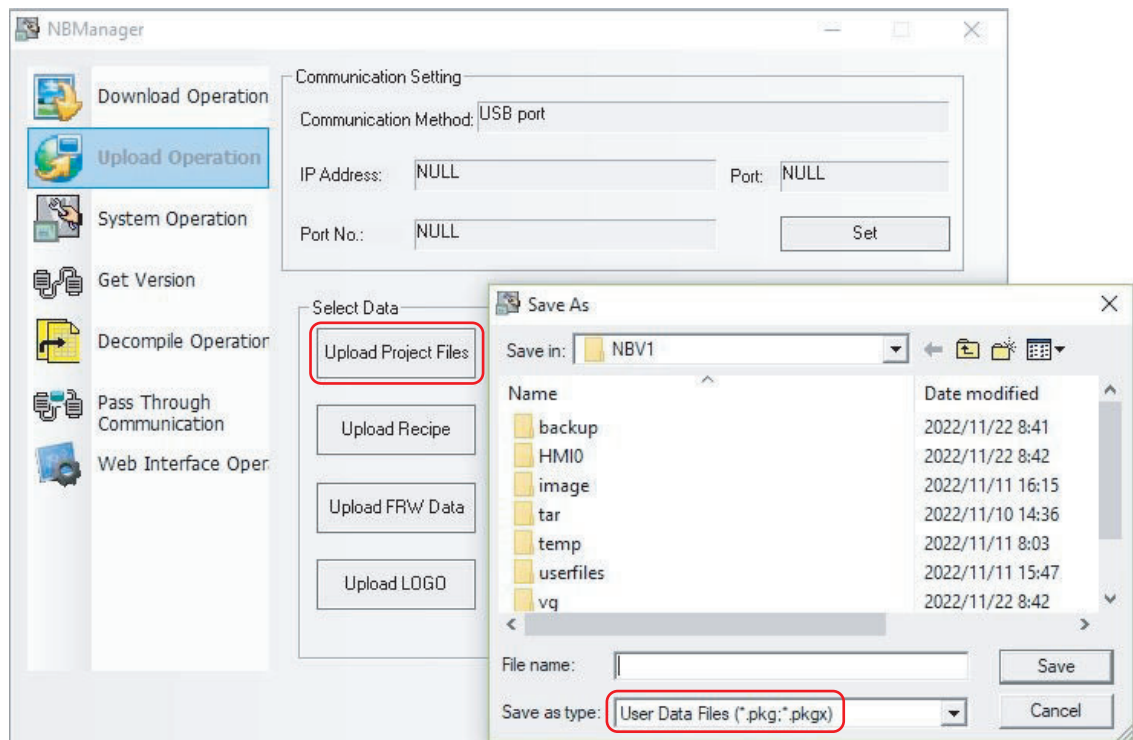 NBManager
Download Operation
Upload Operation
System Operation
Get Version
Decompile Operation
Pass Through
Communication
Web Interface Oper
Communication Setting
Communication Method: USB port
IP Address: NULL Port: NULL
Port No.: NULL Set
Select Data
Upload Project Files
Upload Recipe
Upload FRW Data
Upload LOGO
Save As
Save in: NBV1
Name Date modified
backup 2022/11/22 8:41
HMI0 2022/11/22 8:42
image 2022/11/11 16:15
tar 2022/11/10 14:36
temp 2022/11/11 8:03
userfiles 2022/11/11 15:47
vg 2022/11/22 8:42
File name: Save
Save as type: User Data Files (*.pkg;*.pkgx) Cancel